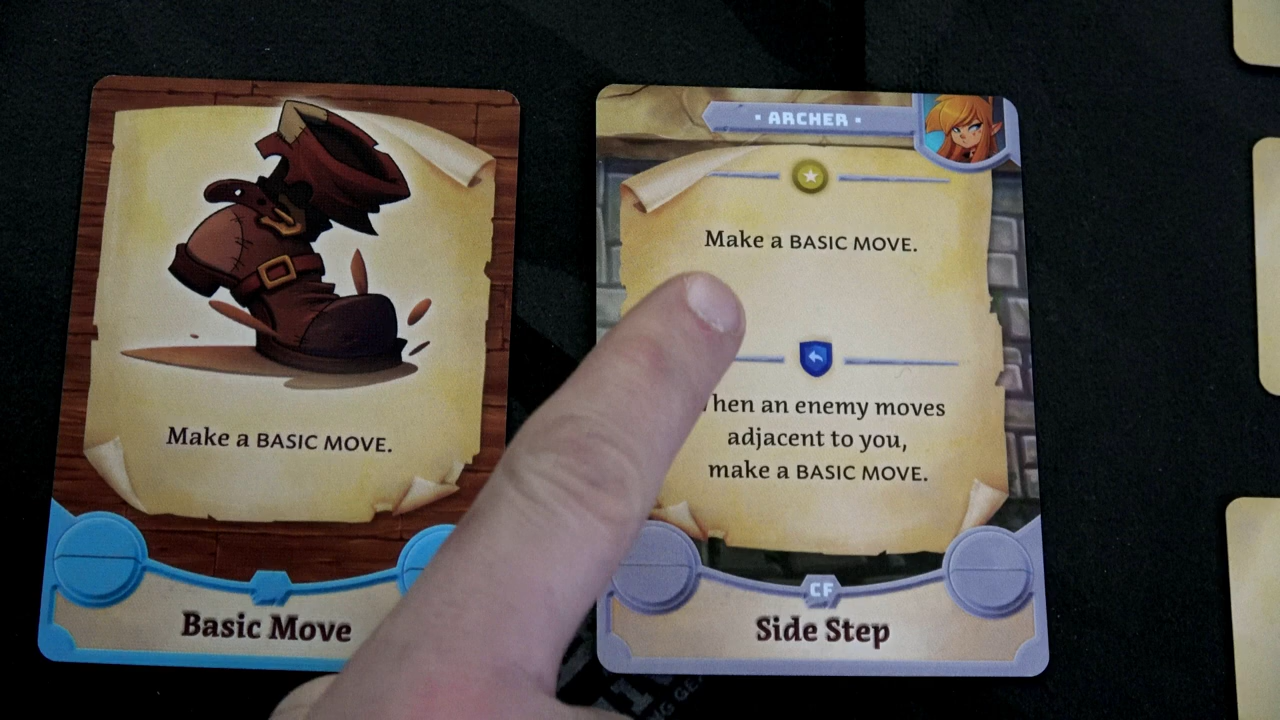 Make a BASIC MOVE.
Basic Move
· ARCHER ·
Make a BASIC MOVE.
hen an enemy moves
adjacent to you,
make a BASIC MOVE.
CF
Side Step